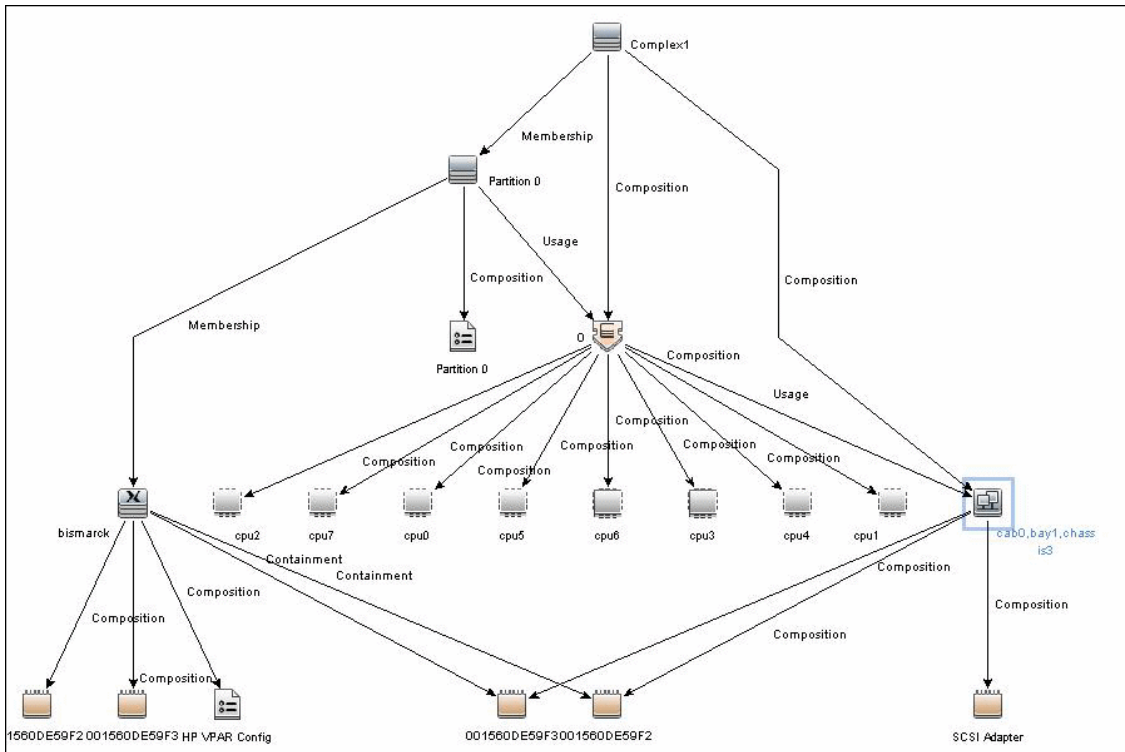 Complex1
Membership
Partition 0
Composition
Usage
Composition
Composition
Membership
0
Partition 0
Composition
Usage
Composition
Composition
Composition
Composition
Composition
Composition
Composition
Composition
bismarck
cpu2
cpu7
cpu0
cpu5
cpu6
cpu3
cpu4
cpu1
cab0,bay1,chass
is3
Containment
Containment
Composition
Composition
Composition
Composition
Composition
Composition
1560DE59F2
001560DE59F3
HP VPAR Config
001560DE59F3
001560DE59F2
SCSI Adapter